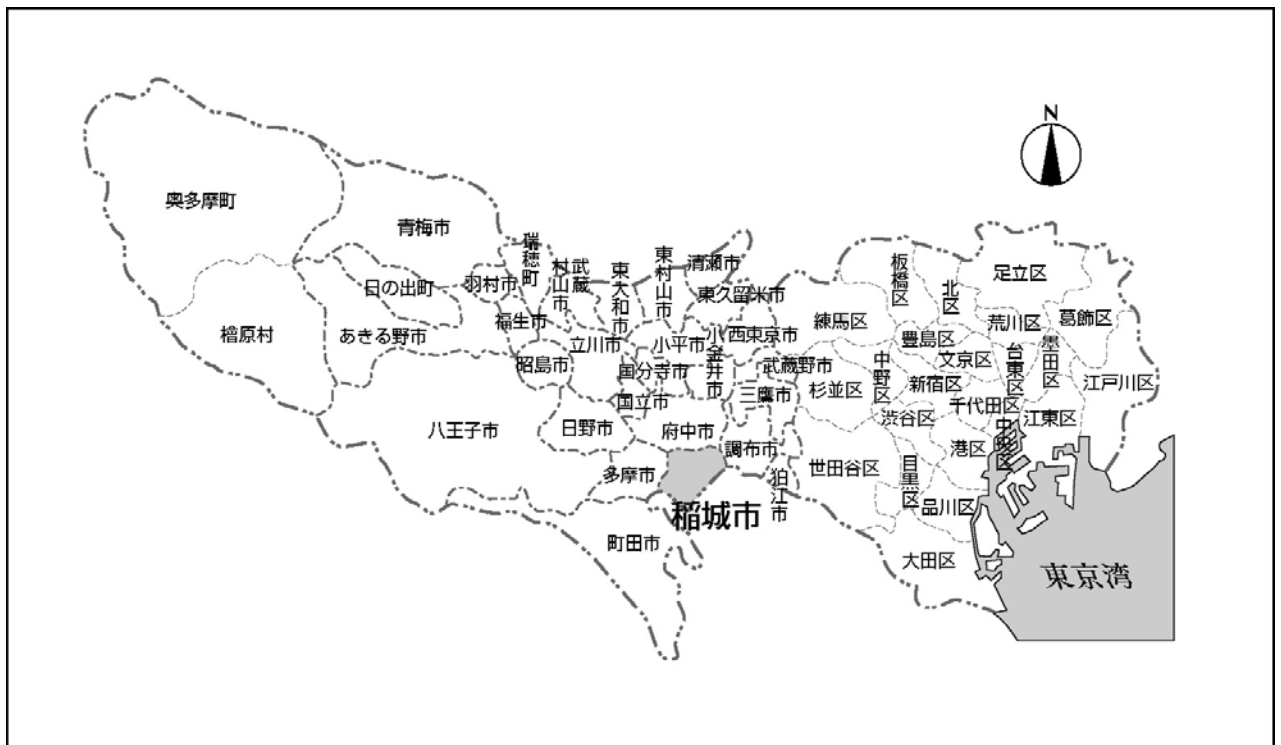 N
奥多摩町
青梅市
瑞穂町
武蔵
村山市
東大和市
東村山市
清瀬市
東久留米市
羽村市
日の出町
檜原村
あきる野市
福生市
昭島市
立川市
小平市
小金井市
西東京市
国分寺市
武蔵野市
三鷹市
国立市
八王子市
日野市
府中市
調布市
多摩市
狛江市
稲城市
町田市
板橋区
北区
足立区
練馬区
豊島区
荒川区
葛飾区
文京区
台東区
墨田区
中野区
新宿区
杉並区
千代田区
江戸川区
渋谷区
中央区
江東区
港区
世田谷区
目黒区
品川区
大田区
東京湾